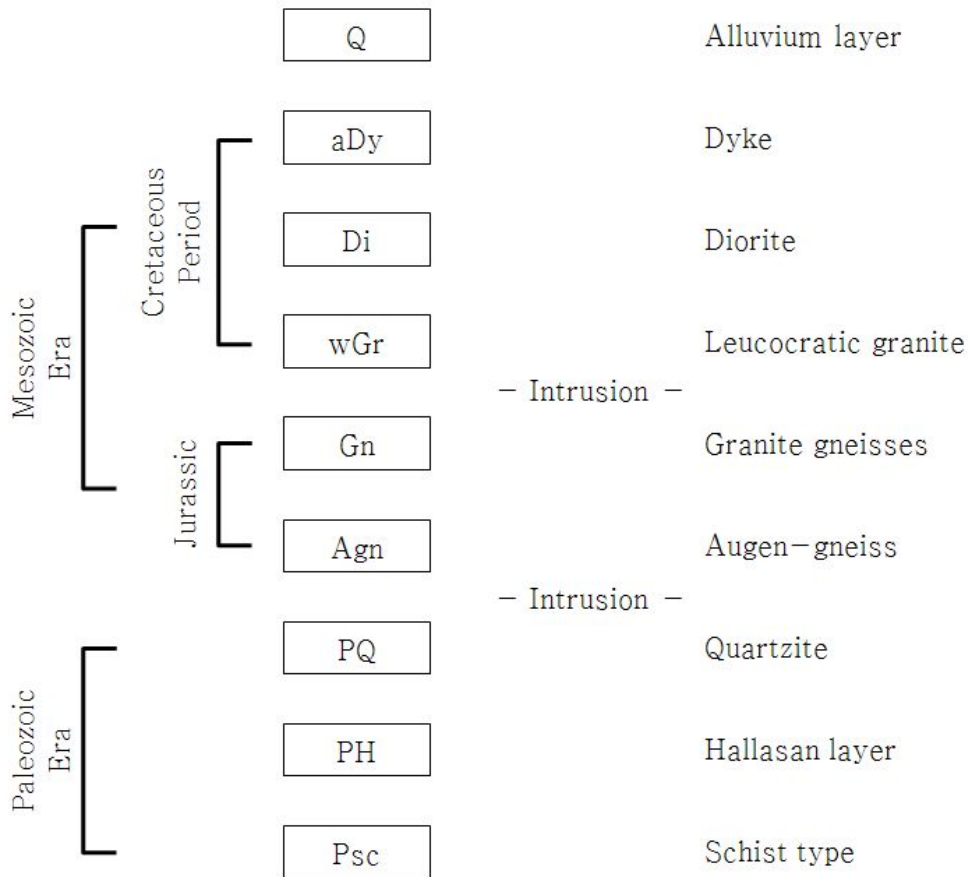 Q Alluvium layer
aDy Dyke
Cretaceous
Period
Di Diorite
Mesozoic
Era
wGr Leucocratic granite
- Intrusion -
Jurassic
Gn Granite gneisses
Agn Augen-gneiss
- Intrusion -
PQ Quartzite
Paleozoic
Era
PH Hallasan layer
Psc Schist type